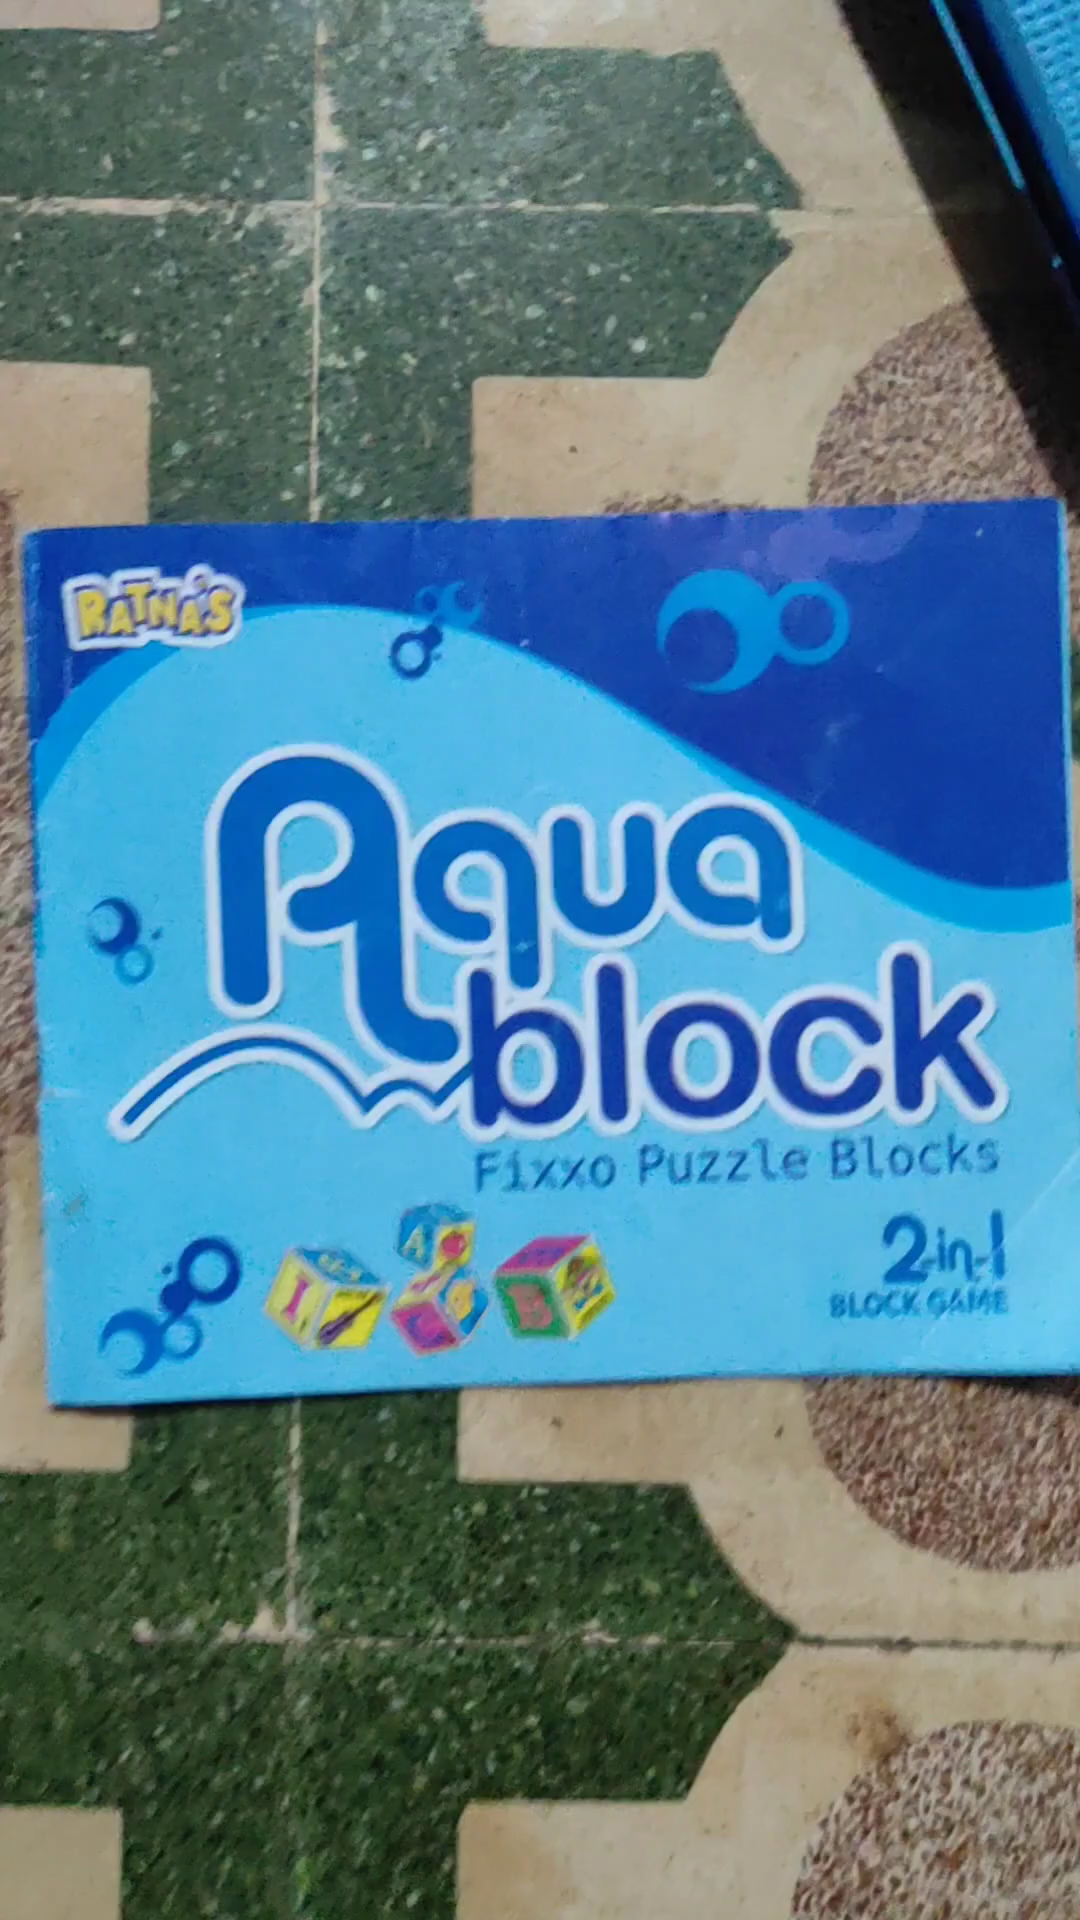 RATNA'S
Aqua
block
Fixxo Puzzle Blocks
2-in-1
BLOCK GAME
I
A
B